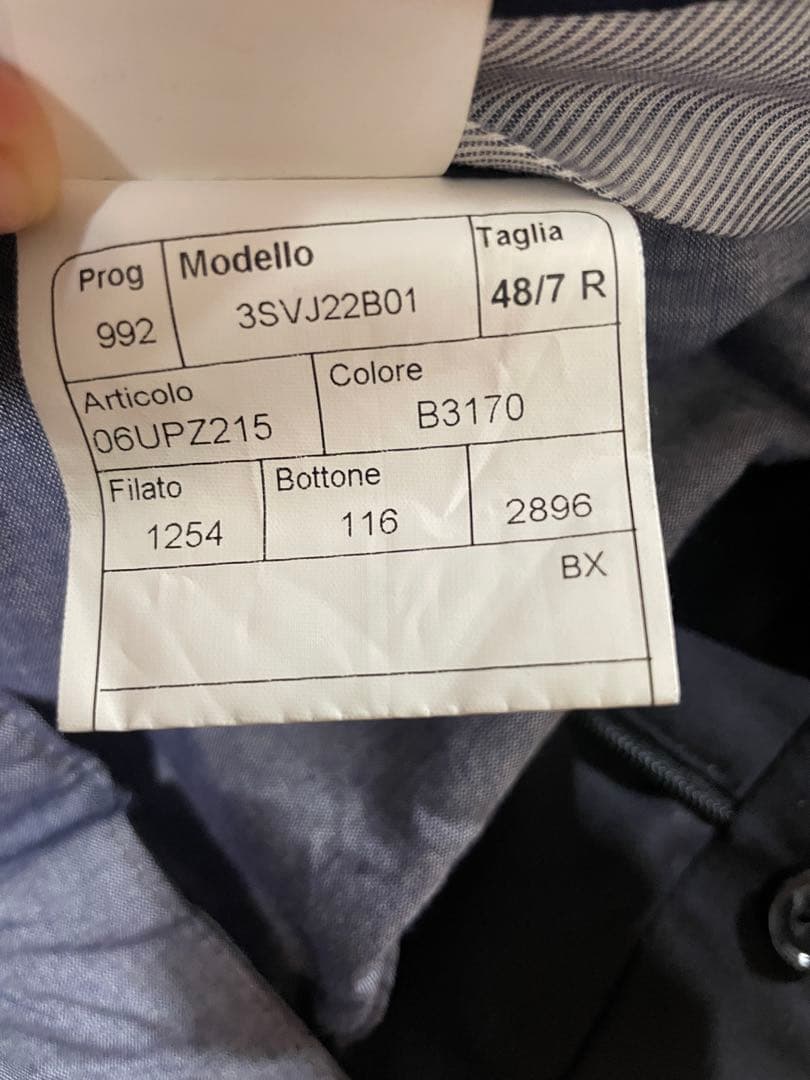 Prog Modello Taglia
992 3SVJ22B01 48/7 R
Articolo Colore
06UPZ215 B3170
Filato Bottone
1254 116 2896
BX